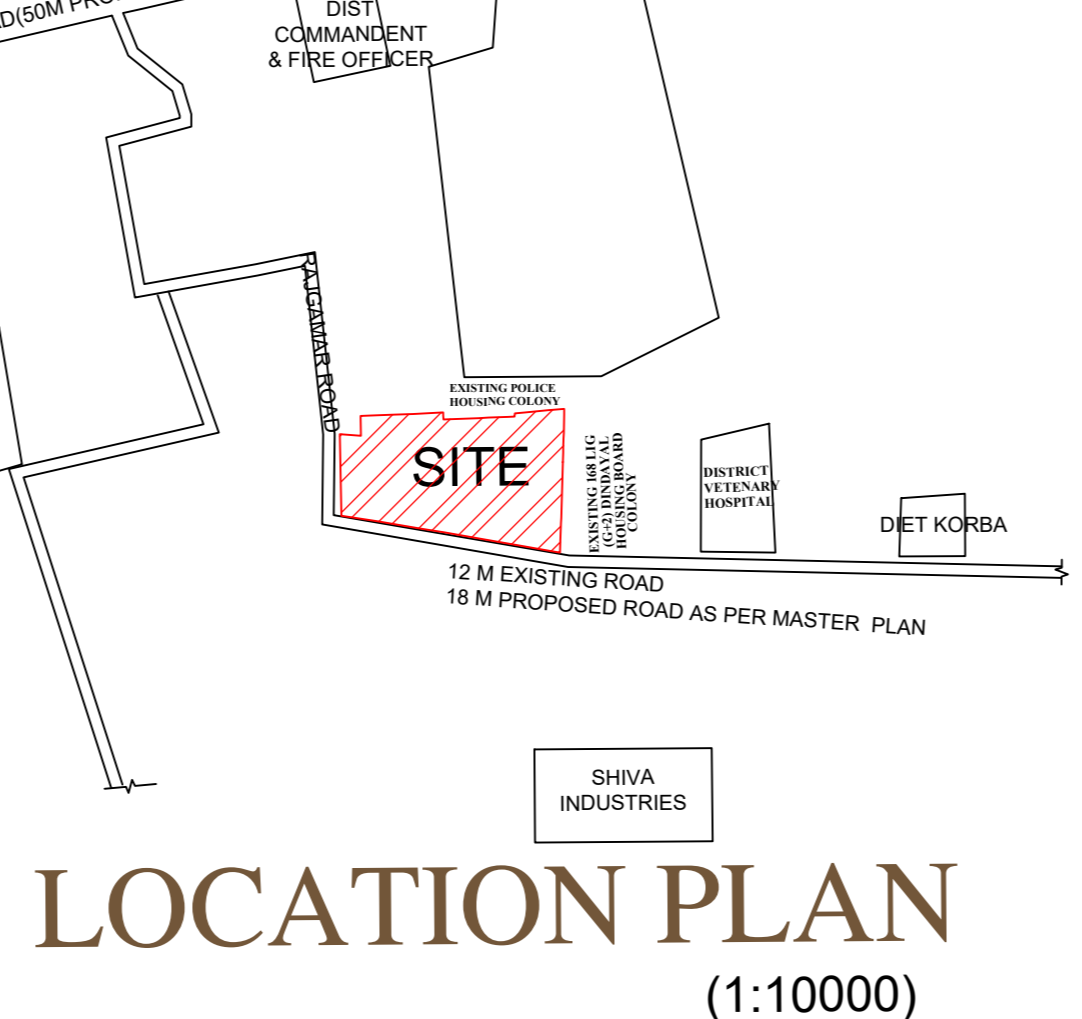 DIST
COMMANDENT
& FIRE OFFICER
RAJGAMAR ROAD
EXISTING POLICE
HOUSING COLONY
SITE
EXISTING 168 LIG
(G+2) DINDAYAL
HOUSING BOARD
COLONY
DISTRICT
VETENARY
HOSPITAL
DIET KORBA
12 M EXISTING ROAD
18 M PROPOSED ROAD AS PER MASTER PLAN
SHIVA
INDUSTRIES
LOCATION PLAN
(1:10000)